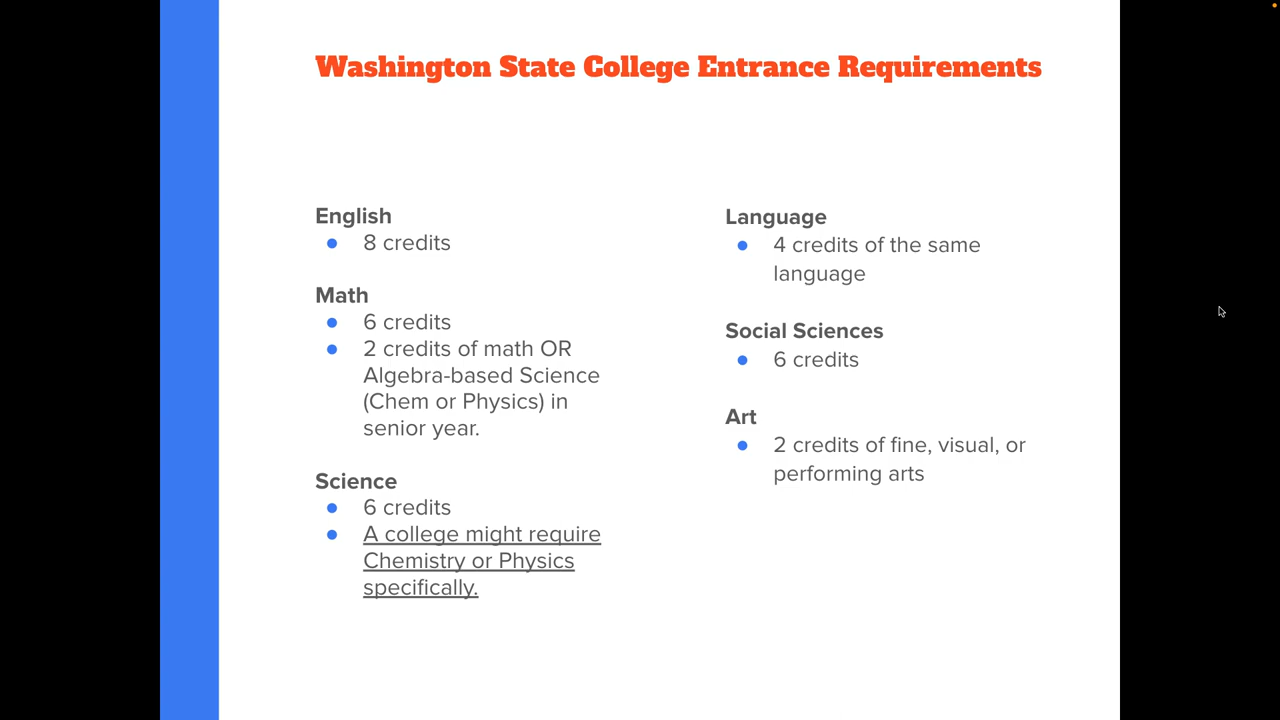 Washington State College Entrance Requirements
English
● 8 credits
Math
● 6 credits
● 2 credits of math OR
Algebra-based Science
(Chem or Physics) in
senior year.
Science
● 6 credits
● A college might require
Chemistry or Physics
specifically.
Language
● 4 credits of the same
language
Social Sciences
● 6 credits
Art
● 2 credits of fine, visual, or
performing arts